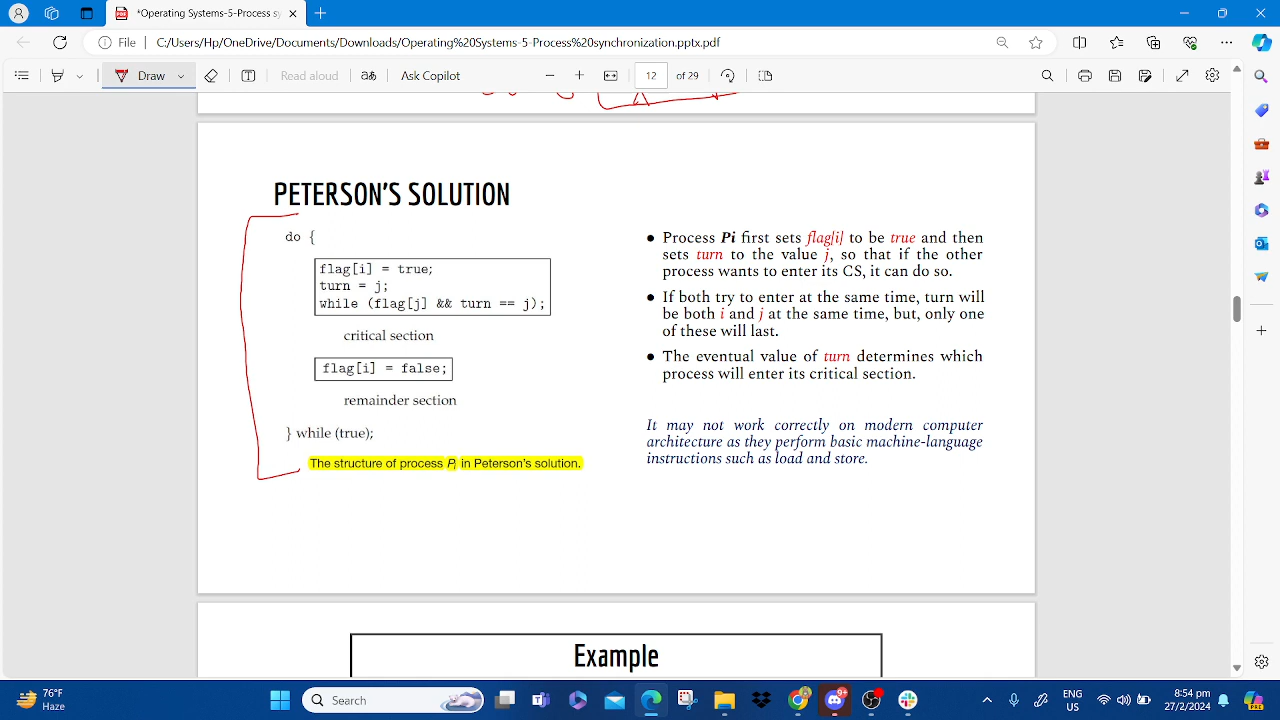 *Operating Systems-5-Process sy
File
C:/Users/Hp/OneDrive/Documents/Downloads/Operating%20Systems-5-Process%20synchronization.pptx.pdf
Draw
Read aloud
Ask Copilot
12 of 29
PETERSON'S SOLUTION
do {
flag[i] = true;
turn = j;
while (flag[j] && turn == j);
critical section
flag[i] = false;
remainder section
} while (true);
The structure of process Pi in Peterson's solution.
● Process Pi first sets flag[i] to be true and then
sets turn to the value j, so that if the other
process wants to enter its CS, it can do so.
● If both try to enter at the same time, turn will
be both i and j at the same time, but, only one
of these will last.
● The eventual value of turn determines which
process will enter its critical section.
It may not work correctly on modern computer
architecture as they perform basic machine-language
instructions such as load and store.
Example
76°F
Haze
Search
ENG
US
8:54 pm
27/2/2024